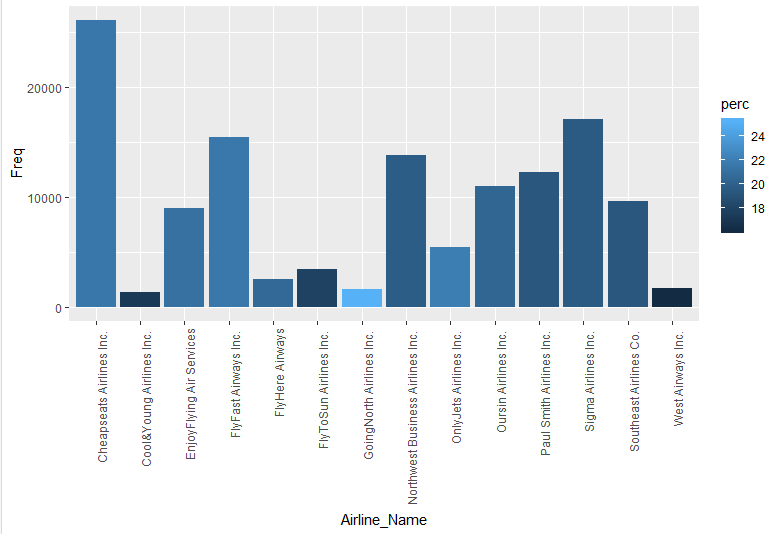 Freq
20000
10000
0
Cheapseats Airlines Inc.
Cool&Young Airlines Inc.
EnjoyFlying Air Services
FlyFast Airways Inc.
FlyHere Airways
FlyToSun Airlines Inc.
GoingNorth Airlines Inc.
Northwest Business Airlines Inc.
OnlyJets Airlines Inc.
Oursin Airlines Inc.
Paul Smith Airlines Inc.
Sigma Airlines Inc.
Southeast Airlines Co.
West Airways Inc.
Airline_Name
perc
24
22
20
18